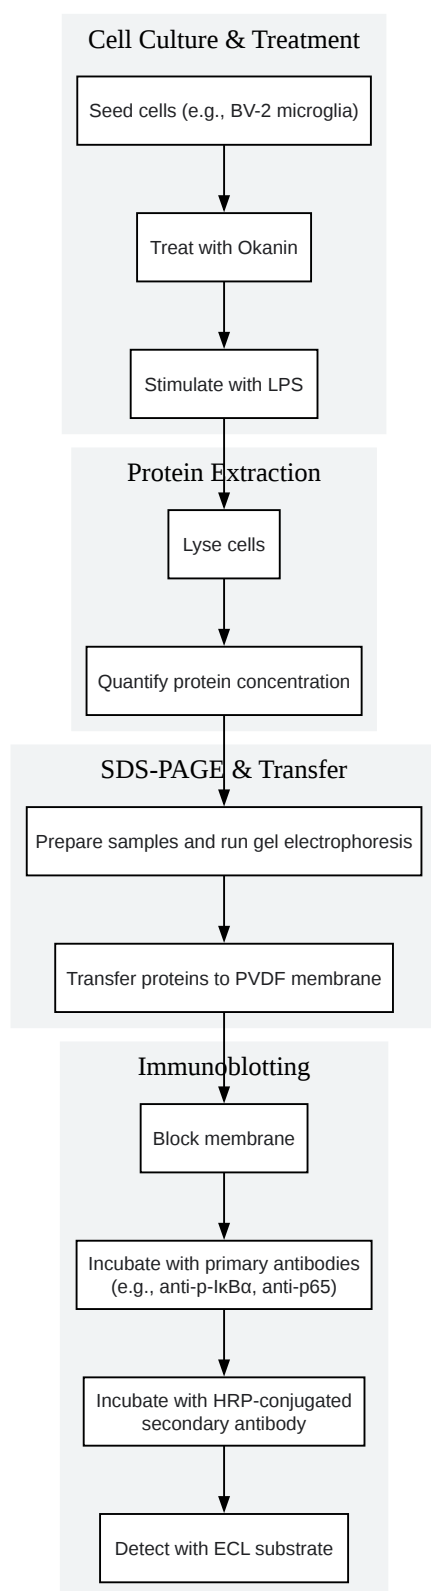 Cell Culture & Treatment
Seed cells (e.g., BV-2 microglia)
Treat with Okanin
Stimulate with LPS
Protein Extraction
Lyse cells
Quantify protein concentration
SDS-PAGE & Transfer
Prepare samples and run gel electrophoresis
Transfer proteins to PVDF membrane
Immunoblotting
Block membrane
Incubate with primary antibodies
(e.g., anti-p-IκBα, anti-p65)
Incubate with HRP-conjugated
secondary antibody
Detect with ECL substrate